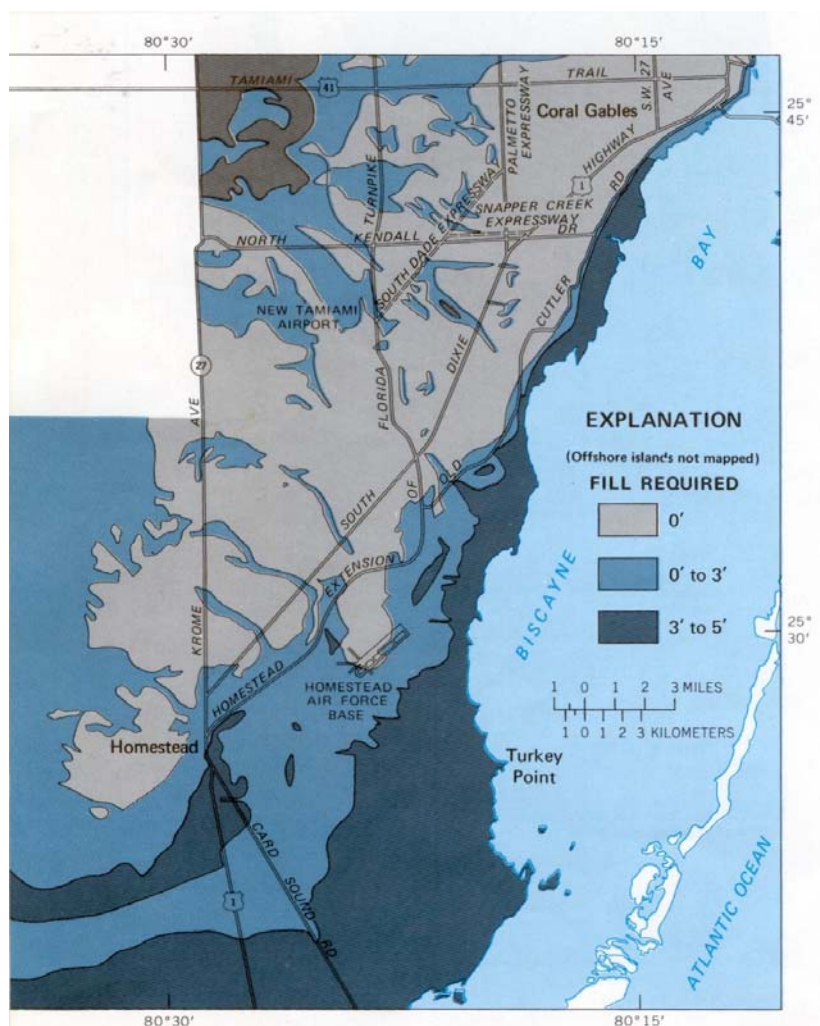 80°30'
80°15'
TAMIAMI
41
TRAIL
S.W. 27
AVE
Coral Gables
25°
45'
PALMETTO
EXPRESSWAY
TURNPIKE
HIGHWAY
1
RD
SNAPPER CREEK
EXPRESSWAY
NORTH
KENDALL
DR
SOUTH DADE EXPRESSWAY
BAY
CUTLER
NEW TAMIAMI
AIRPORT
DIXIE
27
FLORIDA
AVE
EXPLANATION
(Offshore island's not mapped)
FILL REQUIRED
0'
0' to 3'
3' to 5'
OLD
OF
SOUTH
EXTENSION
BISCAYNE
25°
30'
KROME
HOMESTEAD
HOMESTEAD
AIR FORCE
BASE
1 0 1 2 3 MILES
1 0 1 2 3 KILOMETERS
Homestead
Turkey
Point
CARD
SOUND
RD
1
ATLANTIC OCEAN
80°30'
80°15'